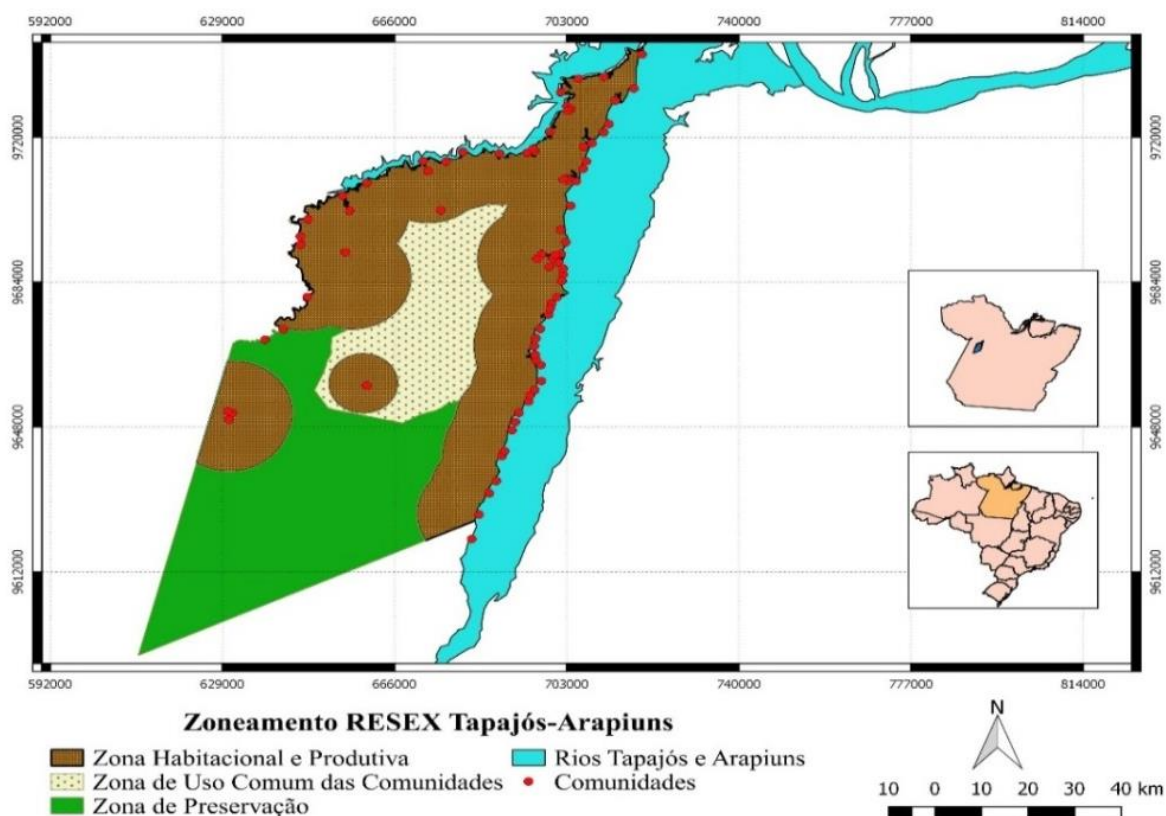 592000 629000 666000 703000 740000 777000 814000
9720000 9720000
9684000 9684000
9648000 9648000
9612000 9612000
592000 629000 666000 703000 740000 777000 814000
Zoneamento RESEX Tapajós-Arapiuns
Zona Habitacional e Produtiva
Rios Tapajós e Arapiuns
Zona de Uso Comum das Comunidades
Comunidades
Zona de Preservação
N
10 0 10 20 30 40 km